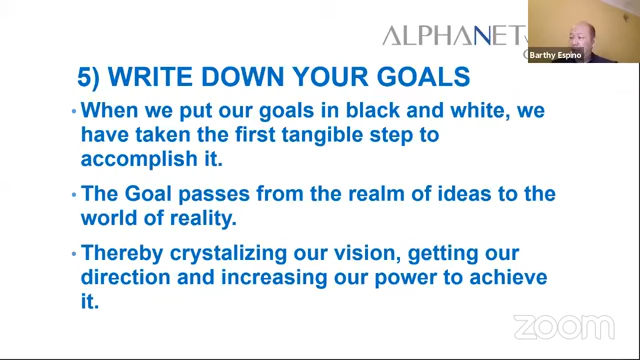 ALPHANET
Barthy Espino
5) WRITE DOWN YOUR GOALS
• When we put our goals in black and white, we
have taken the first tangible step to
accomplish it.
• The Goal passes from the realm of ideas to the
world of reality.
• Thereby crystalizing our vision, getting our
direction and increasing our power to achieve
it.
zoom